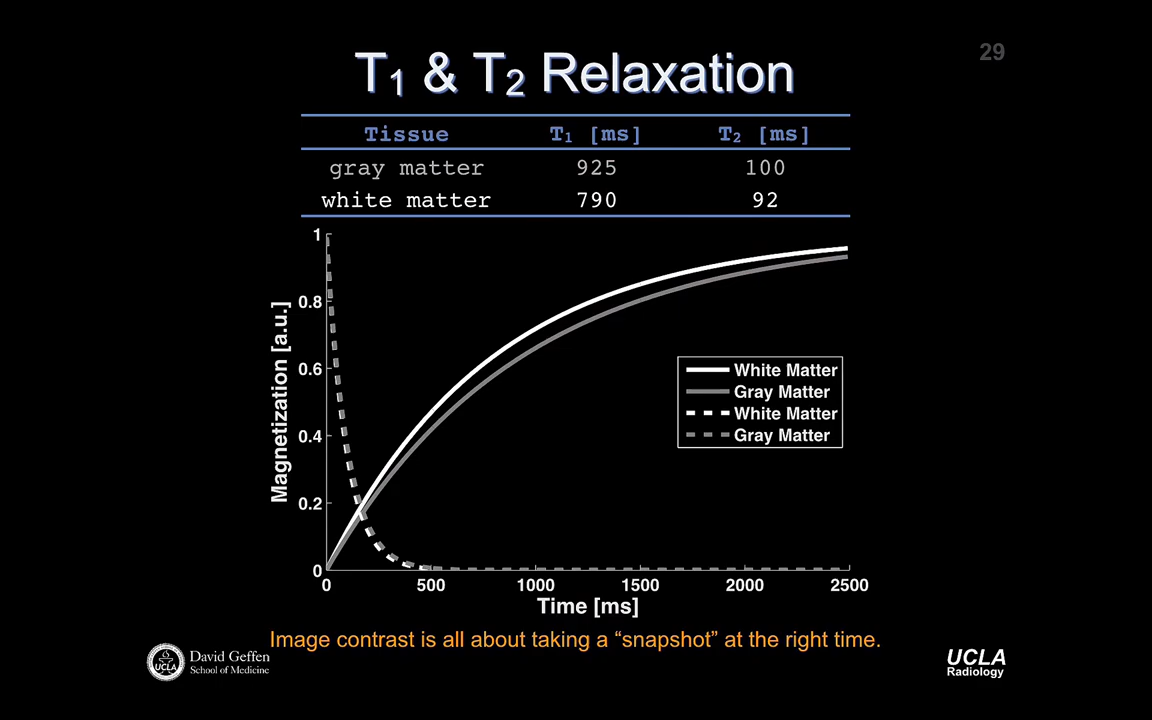 29
T1 & T2 Relaxation
Tissue T1 [ms] T2 [ms]
gray matter 925 100
white matter 790 92
Magnetization [a.u.]
1
0.8
0.6
0.4
0.2
0
White Matter
Gray Matter
White Matter
Gray Matter
0 500 1000 1500 2000 2500
Time [ms]
Image contrast is all about taking a “snapshot” at the right time.
UCLA
David Geffen
School of Medicine
UCLA
Radiology